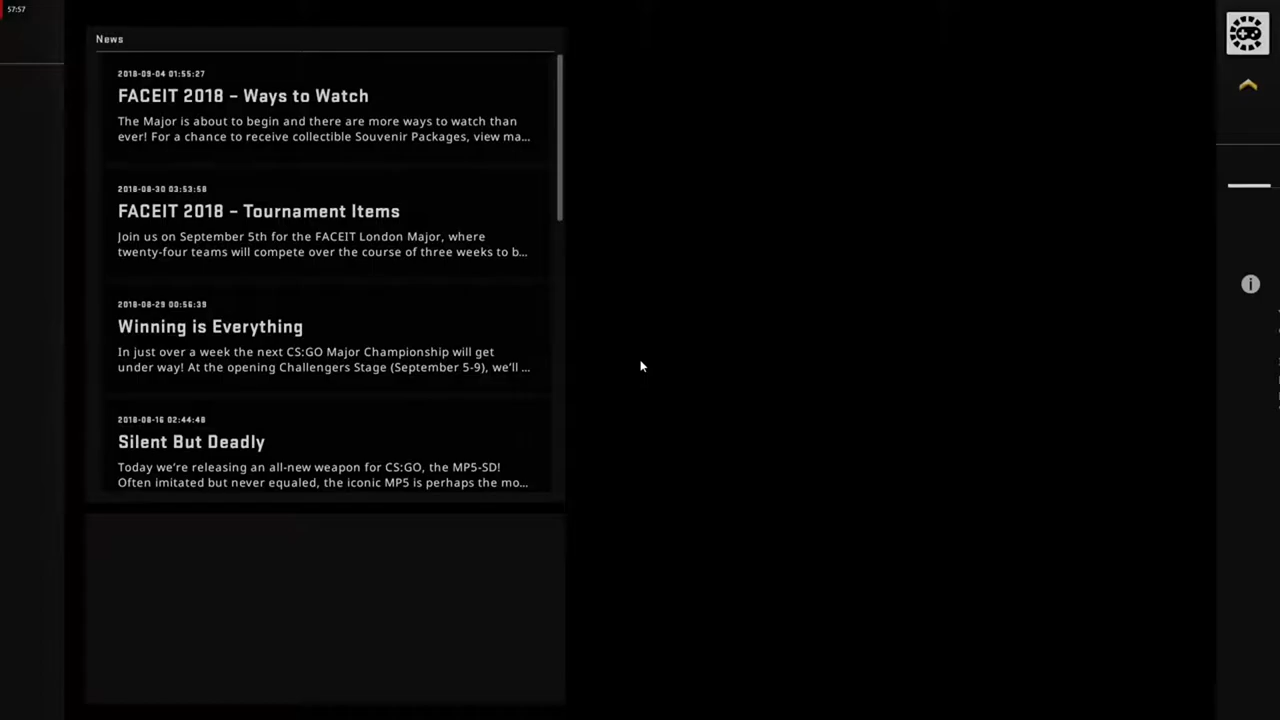 57:57
News
2018-09-04 01:55:27
FACEIT 2018 – Ways to Watch
The Major is about to begin and there are more ways to watch than
ever! For a chance to receive collectible Souvenir Packages, view ma...
2018-08-30 03:53:58
FACEIT 2018 – Tournament Items
Join us on September 5th for the FACEIT London Major, where
twenty-four teams will compete over the course of three weeks to b...
2018-08-29 00:56:39
Winning is Everything
In just over a week the next CS:GO Major Championship will get
under way! At the opening Challengers Stage (September 5-9), we’ll ...
2018-08-16 02:44:48
Silent But Deadly
Today we’re releasing an all-new weapon for CS:GO, the MP5-SD!
Often imitated but never equaled, the iconic MP5 is perhaps the mo...